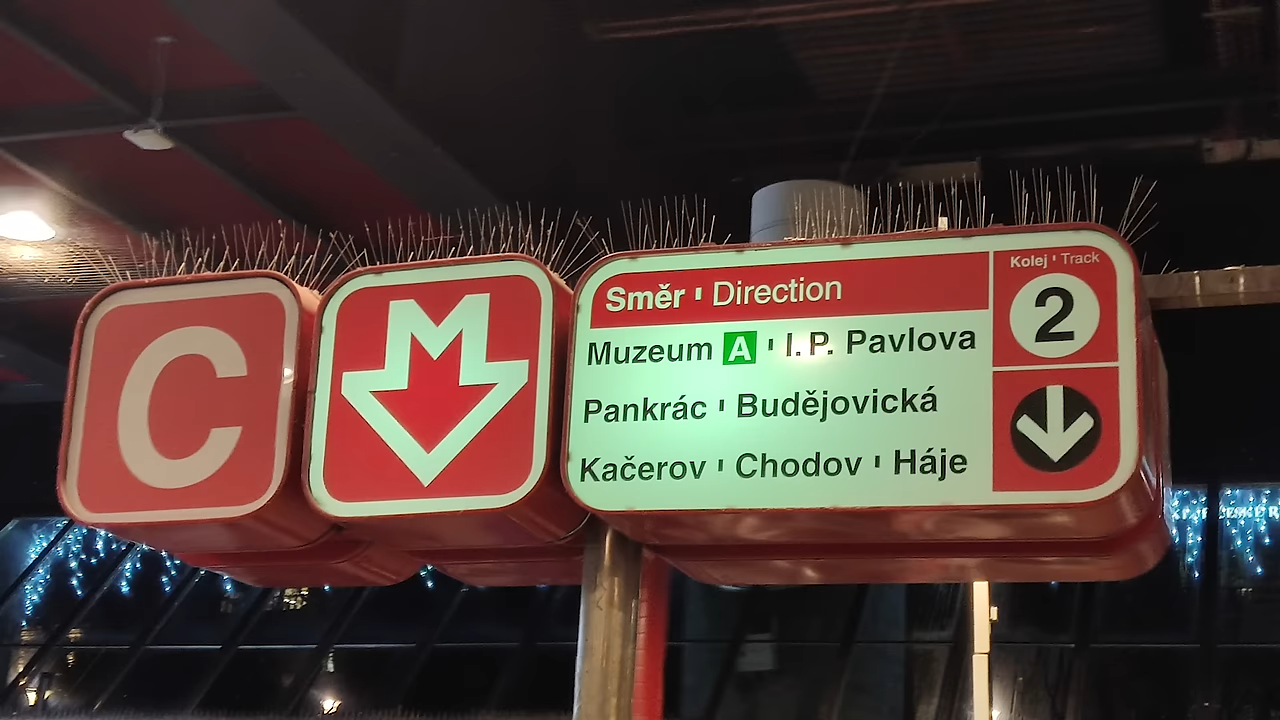 C
M
Směr ' Direction
Muzeum A ' I.P. Pavlova
Pankrác ' Budějovická
Kačerov ' Chodov ' Háje
Kolej ' Track
2